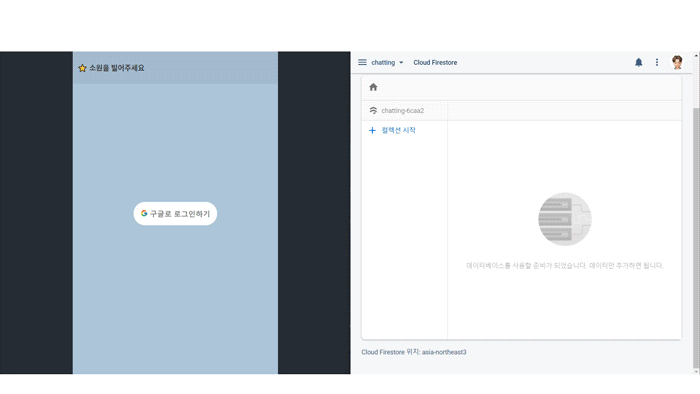 ⭐ 소원을 빌어주세요
구글로 로그인하기
chatting
Cloud Firestore
chatting-6caa2
+ 컬렉션 시작
데이터베이스를 사용할 준비가 되었습니다. 데이터만 추가하면 됩니다.
Cloud Firestore 위치: asia-northeast3